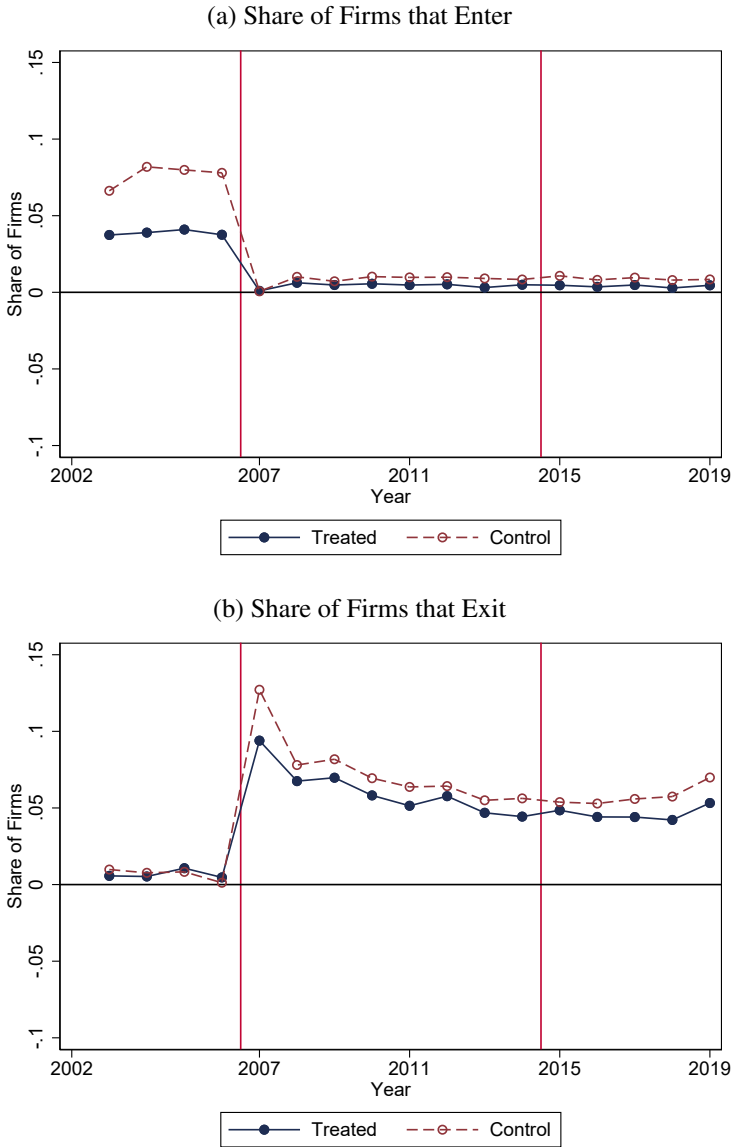 (a) Share of Firms that Enter
.15
.1
.05
0
-.05
-.1
Share of Firms
2002 2007 2011 2015 2019
Year
Treated Control
(b) Share of Firms that Exit
.15
.1
.05
0
-.05
-.1
Share of Firms
2002 2007 2011 2015 2019
Year
Treated Control